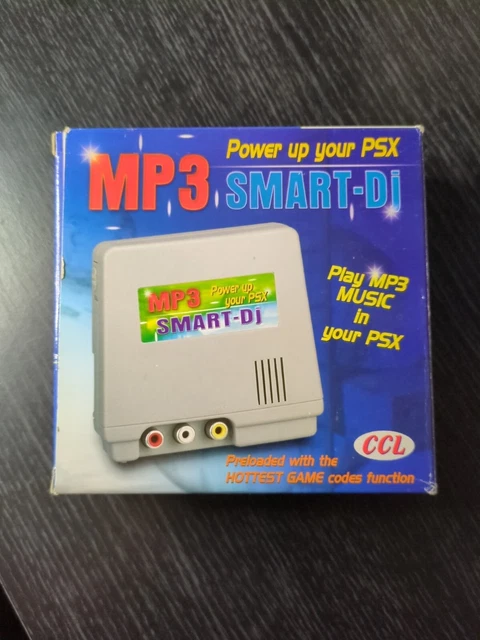 Power up your PSX
MP3 SMART-Dj
Play MP3
MUSIC
in
your PSX
MP3 Power up
your PSX
SMART-Dj
CCL
Preloaded with the
HOTTEST GAME codes function